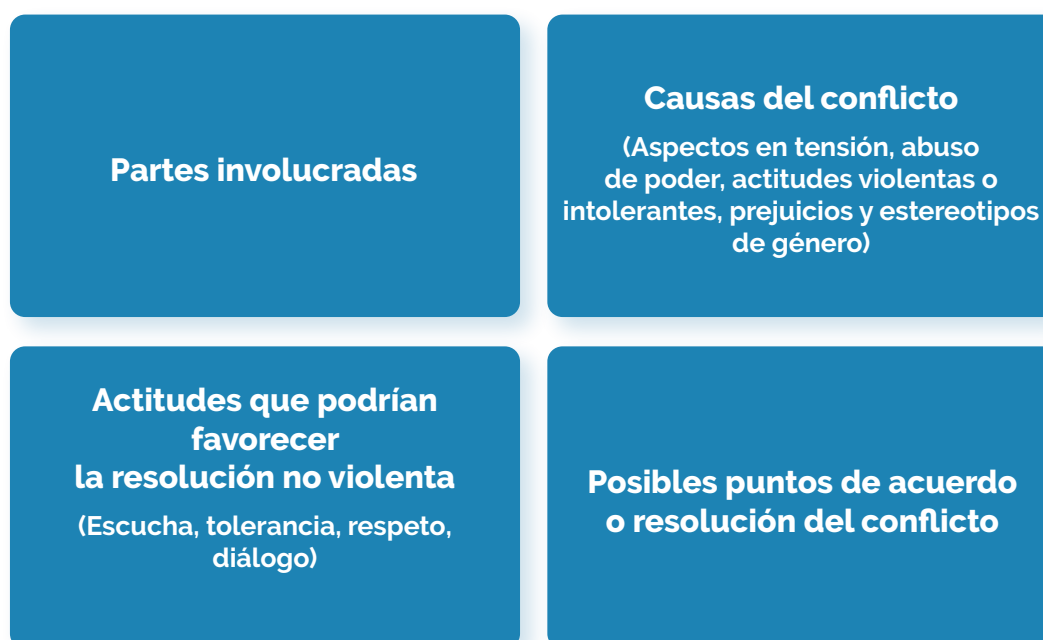 Partes involucradas
Causas del conflicto
(Aspectos en tensión, abuso
de poder, actitudes violentas o
intolerantes, prejuicios y estereotipos
de género)
Actitudes que podrían
favorecer
la resolución no violenta
(Escucha, tolerancia, respeto,
diálogo)
Posibles puntos de acuerdo
o resolución del conflicto